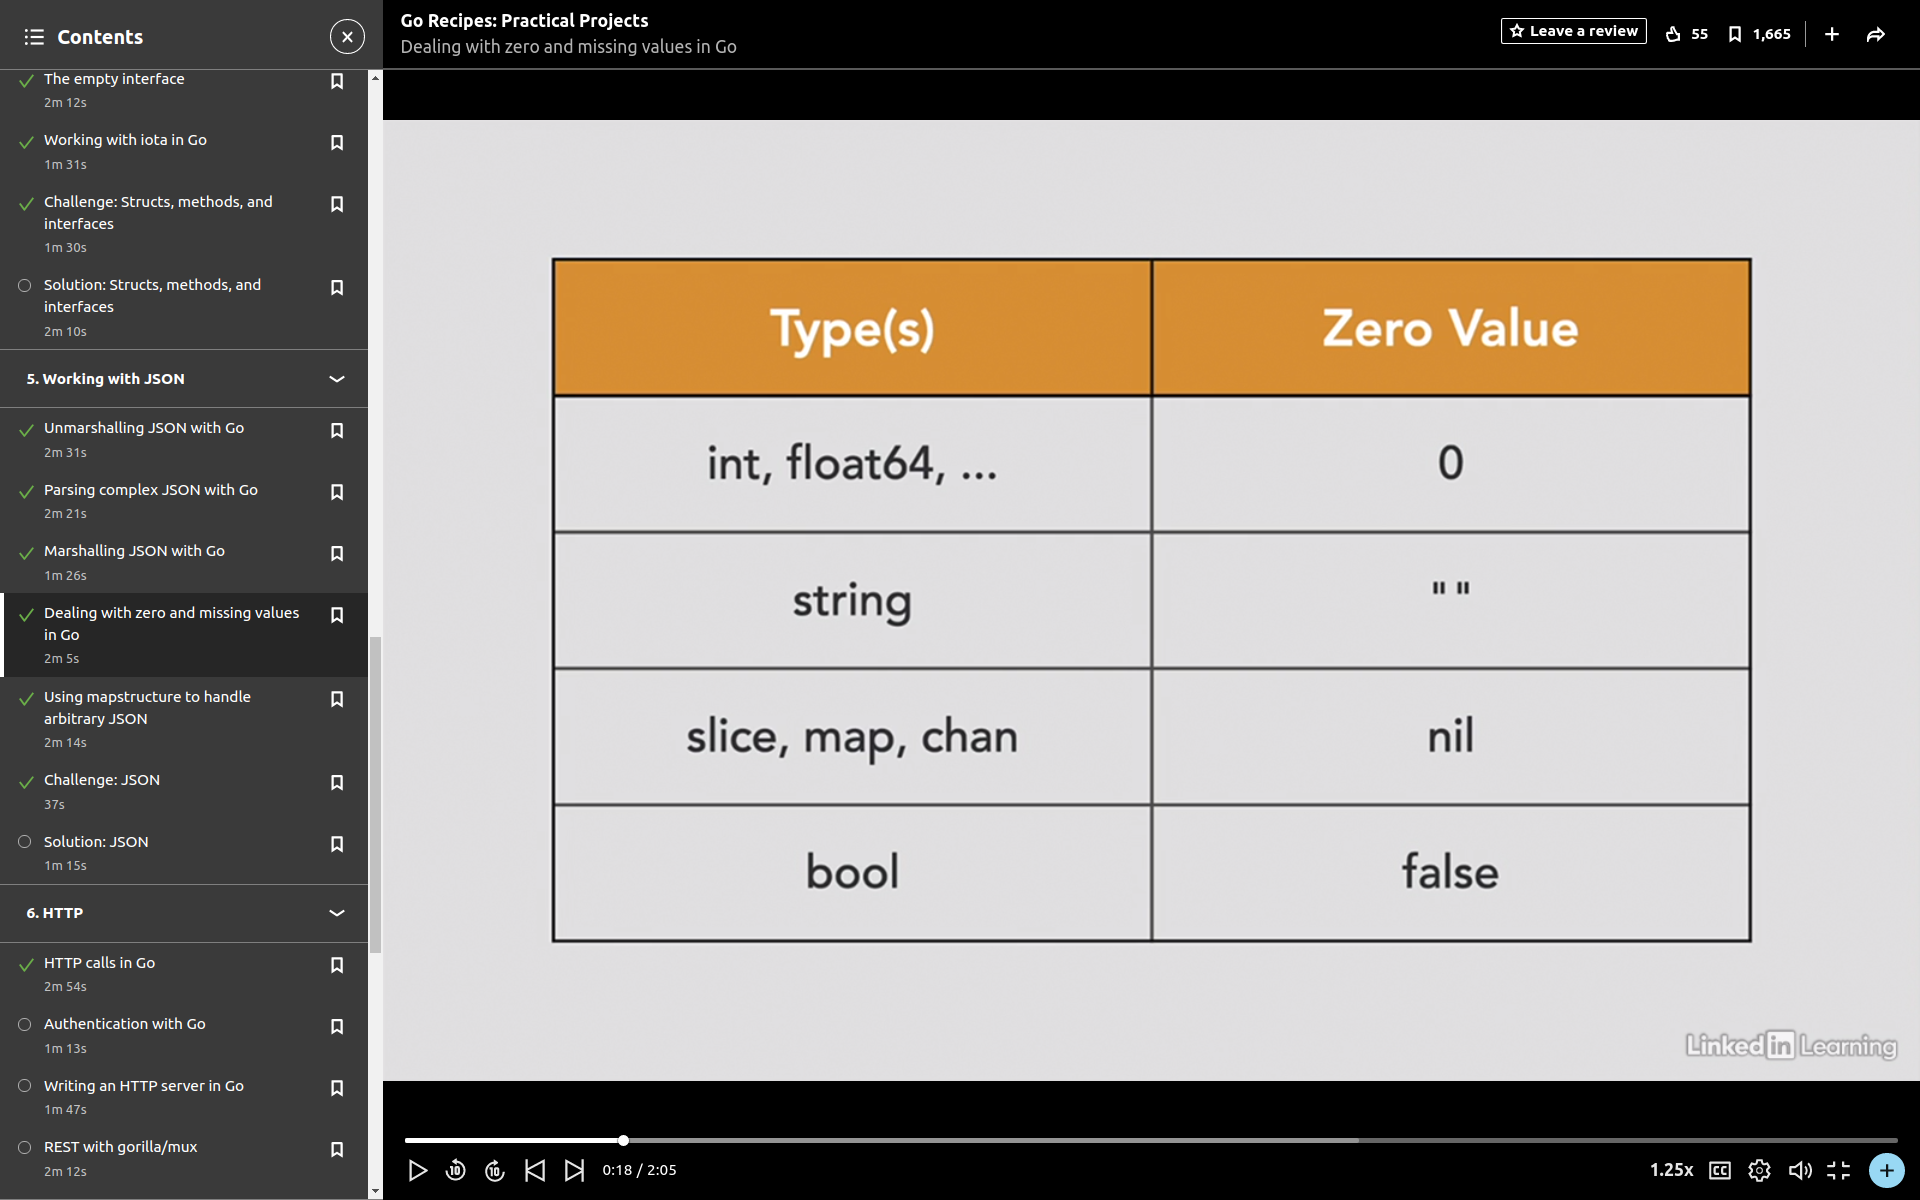 Contents
The empty interface
2m 12s
Working with iota in Go
1m 31s
Challenge: Structs, methods, and
interfaces
1m 30s
Solution: Structs, methods, and
interfaces
2m 10s
5. Working with JSON
Unmarshalling JSON with Go
2m 31s
Parsing complex JSON with Go
2m 21s
Marshalling JSON with Go
1m 26s
Dealing with zero and missing values
in Go
2m 5s
Using mapstructure to handle
arbitrary JSON
2m 14s
Challenge: JSON
37s
Solution: JSON
1m 15s
6. HTTP
HTTP calls in Go
2m 54s
Authentication with Go
1m 13s
Writing an HTTP server in Go
1m 47s
REST with gorilla/mux
2m 12s
Go Recipes: Practical Projects
Dealing with zero and missing values in Go
Leave a review 55 1,665
Type(s) Zero Value
int, float64, ... 0
string " "
slice, map, chan nil
bool false
Linked in Learning
10 10 0:18 / 2:05 1.25x CC